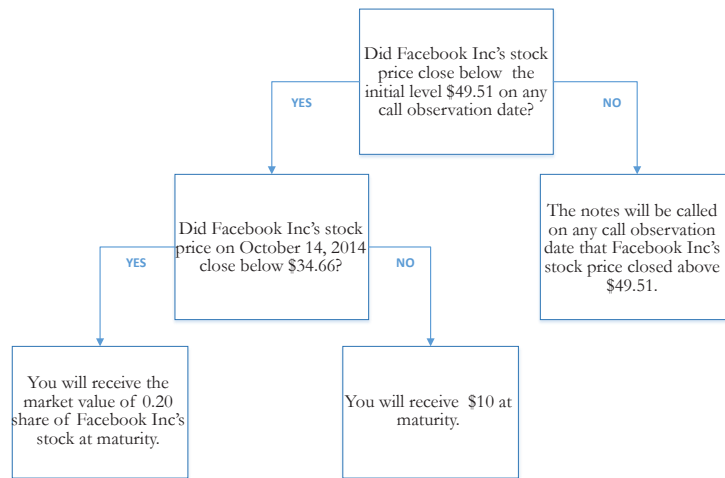 Did Facebook Inc's stock
price close below the
initial level $49.51 on any
call observation date?
YES
NO
Did Facebook Inc's stock
price on October 14, 2014
close below $34.66?
The notes will be called
on any call observation
date that Facebook Inc's
stock price closed above
$49.51.
YES
NO
You will receive the
market value of 0.20
share of Facebook Inc's
stock at maturity.
You will receive $10 at
maturity.